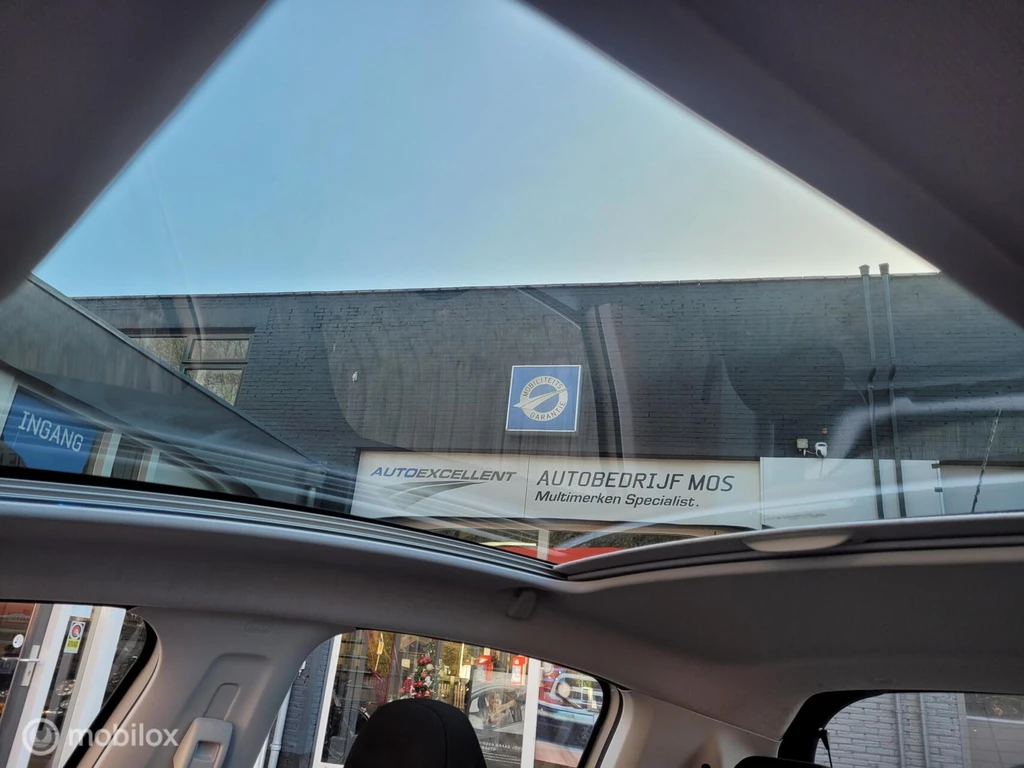 MOBILITEITS
GARANTIE
INGANG
AUTOEXCELLENT
AUTOBEDRIJF MOS
Multimerken Specialist.
mobilox